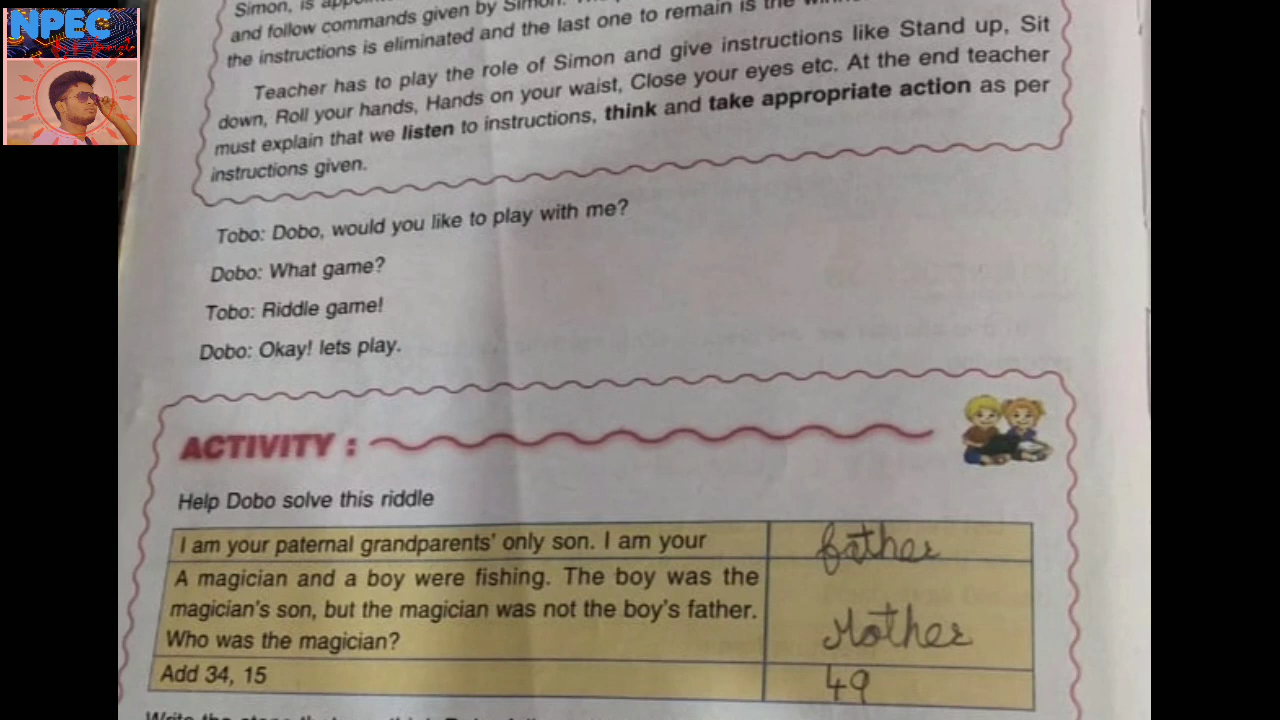 NPEC
Simon, is
and follow commands given by Simon.
the instructions is eliminated and the last one to remain is the
Teacher has to play the role of Simon and give instructions like Stand up, Sit
down, Roll your hands, Hands on your waist, Close your eyes etc. At the end teacher
must explain that we listen to instructions, think and take appropriate action as per
instructions given.
Tobo: Dobo, would you like to play with me?
Dobo: What game?
Tobo: Riddle game!
Dobo: Okay! lets play.
ACTIVITY :
Help Dobo solve this riddle
I am your paternal grandparents' only son. I am your father
A magician and a boy were fishing. The boy was the
magician's son, but the magician was not the boy's father.
Who was the magician? Mother
Add 34, 15 49